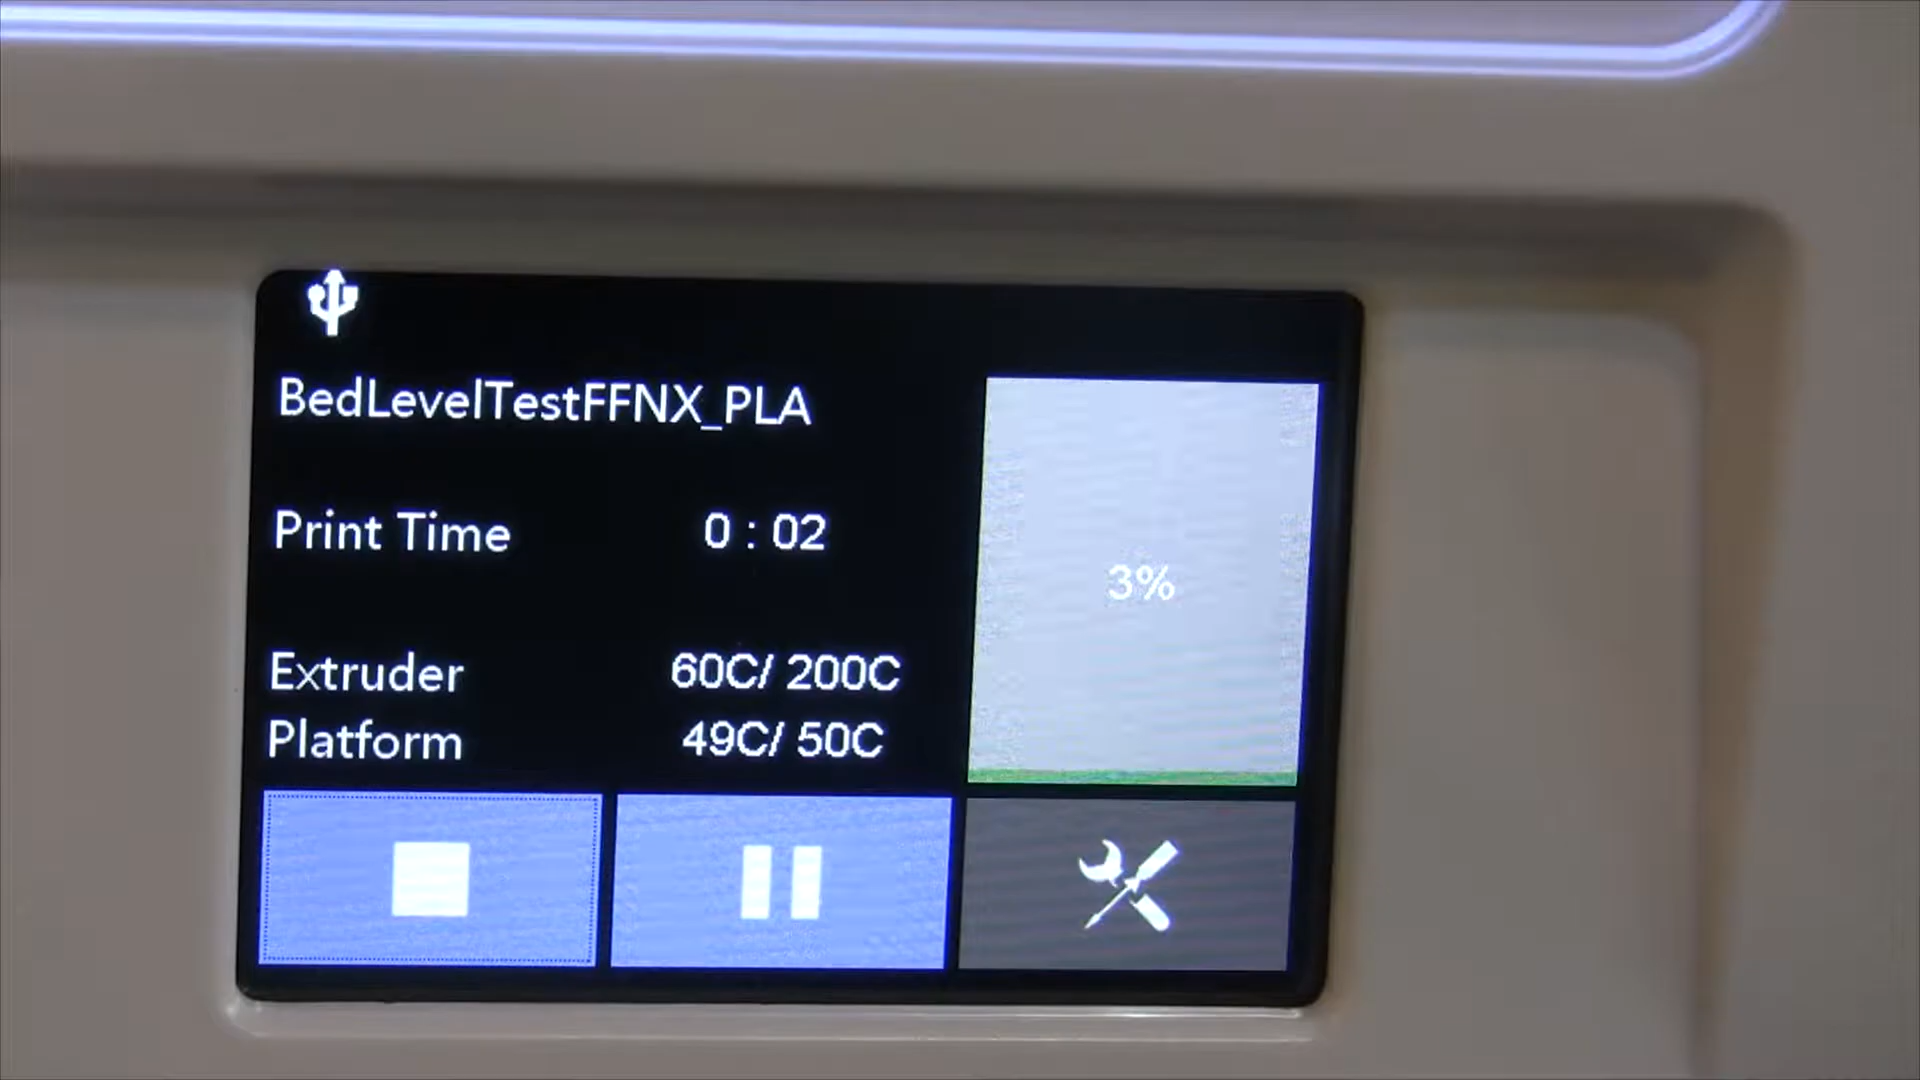 BedLevelTestFFNX_PLA
Print Time 0 : 02
3%
Extruder 60C/ 200C
Platform 49C/ 50C